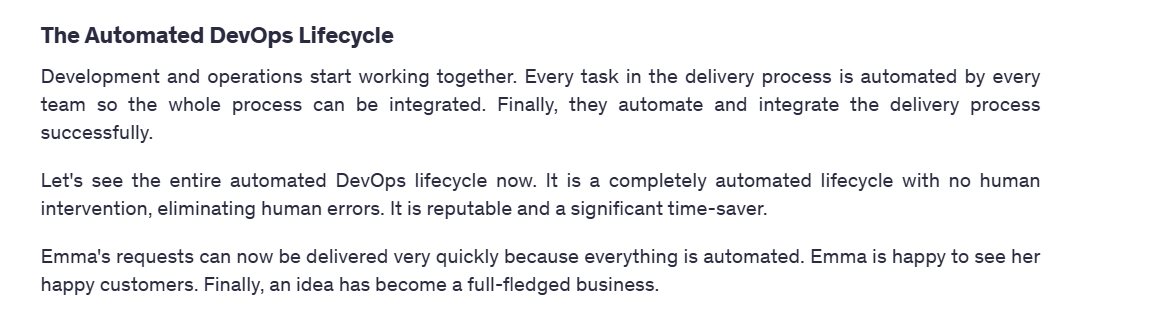 The Automated DevOps Lifecycle
Development and operations start working together. Every task in the delivery process is automated by every
team so the whole process can be integrated. Finally, they automate and integrate the delivery process
successfully.
Let's see the entire automated DevOps lifecycle now. It is a completely automated lifecycle with no human
intervention, eliminating human errors. It is reputable and a significant time-saver.
Emma's requests can now be delivered very quickly because everything is automated. Emma is happy to see her
happy customers. Finally, an idea has become a full-fledged business.